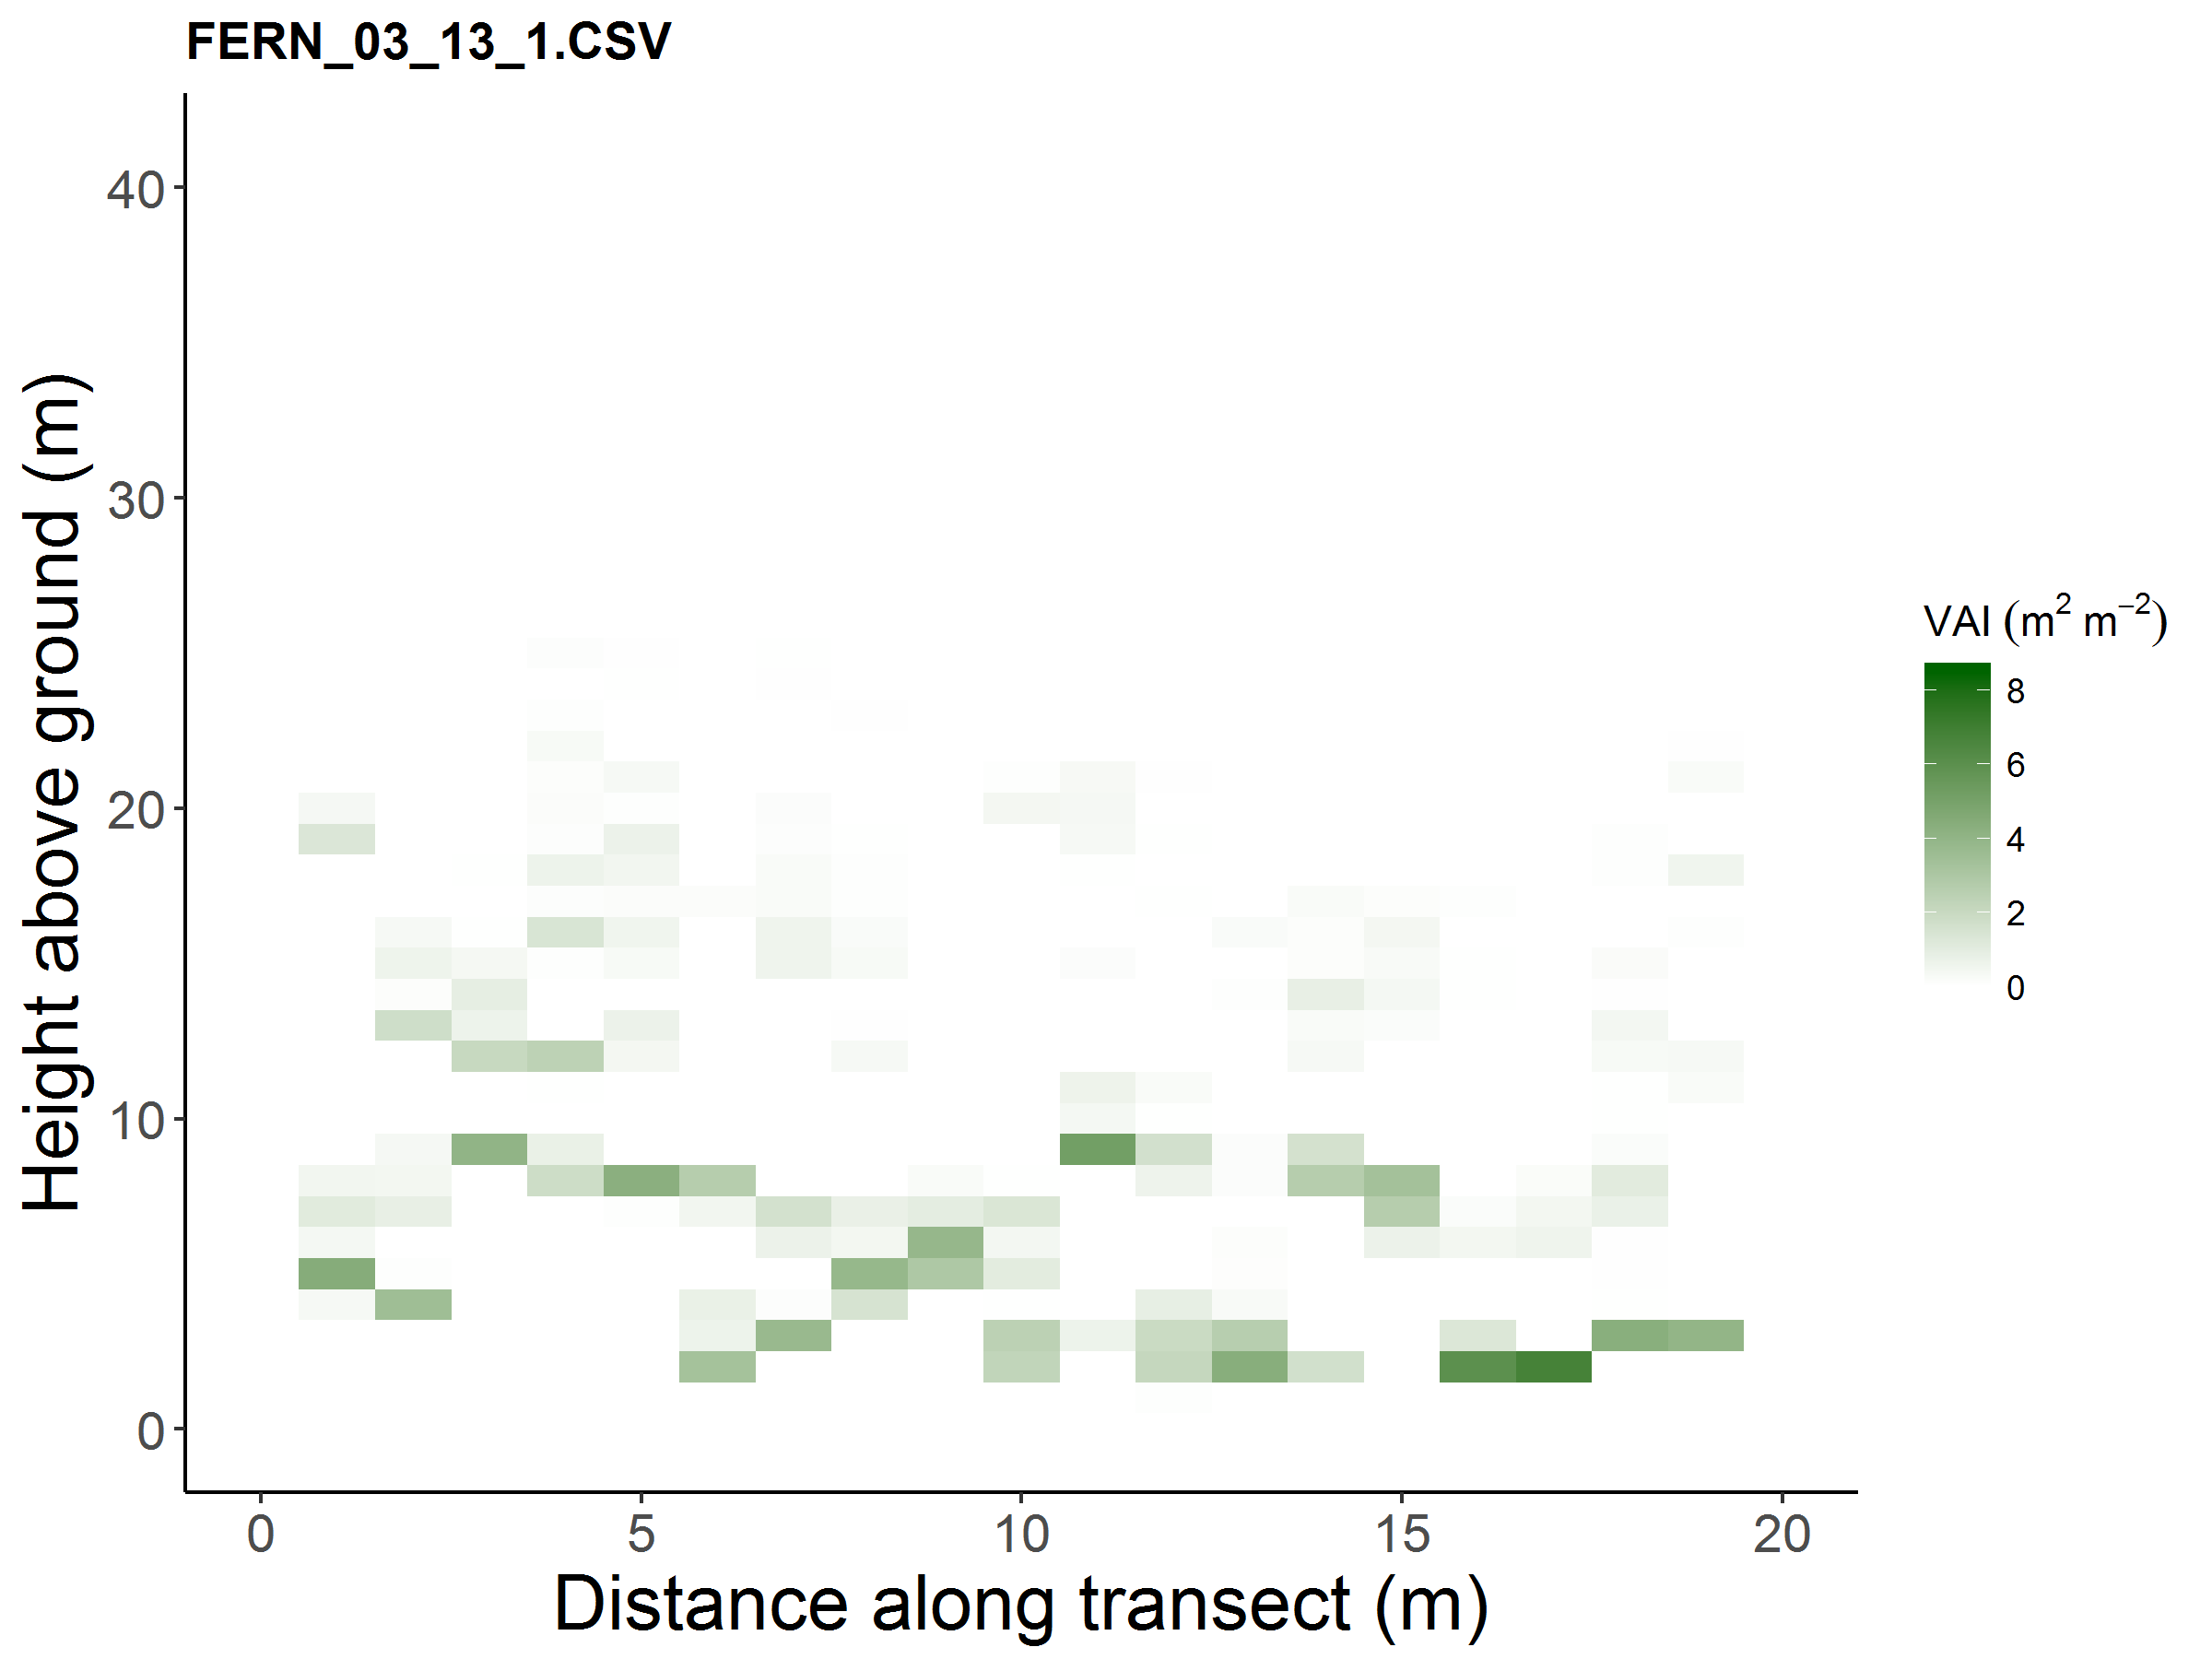 FERN_03_13_1.CSV
Height above ground (m)
40
30
20
10
0
0 5 10 15 20
Distance along transect (m)
VAI (m² m⁻²)
8
6
4
2
0